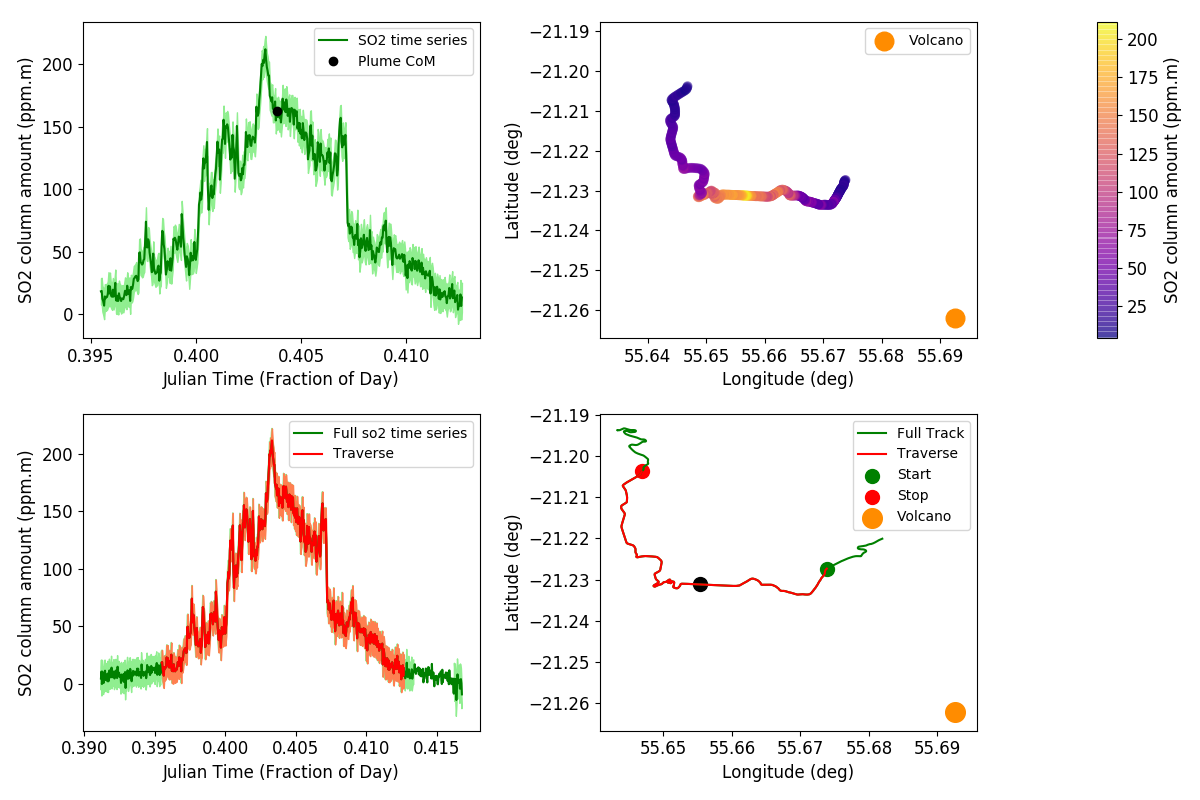 SO2 column amount (ppm.m)
200
150
100
50
0
0.395
0.400
0.405
0.410
Julian Time (Fraction of Day)
SO2 time series
Plume CoM
Latitude (deg)
−21.19
−21.20
−21.21
−21.22
−21.23
−21.24
−21.25
−21.26
55.64
55.65
55.66
55.67
55.68
55.69
Longitude (deg)
Volcano
200
175
150
125
100
75
50
25
SO2 column amount (ppm.m)
SO2 column amount (ppm.m)
200
150
100
50
0
0.390
0.395
0.400
0.405
0.410
0.415
Julian Time (Fraction of Day)
Full so2 time series
Traverse
Latitude (deg)
−21.19
−21.20
−21.21
−21.22
−21.23
−21.24
−21.25
−21.26
55.65
55.66
55.67
55.68
55.69
Longitude (deg)
Full Track
Traverse
Start
Stop
Volcano